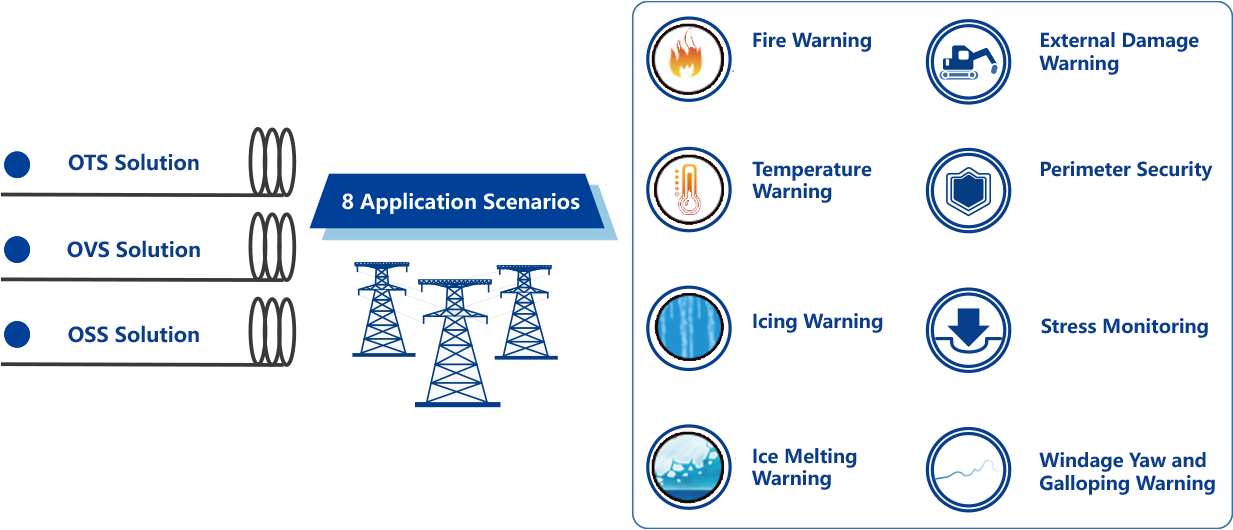 OTS Solution
OVS Solution
OSS Solution
8 Application Scenarios
Fire Warning
Temperature
Warning
Icing Warning
Ice Melting
Warning
External Damage
Warning
Perimeter Security
Stress Monitoring
Windage Yaw and
Galloping Warning